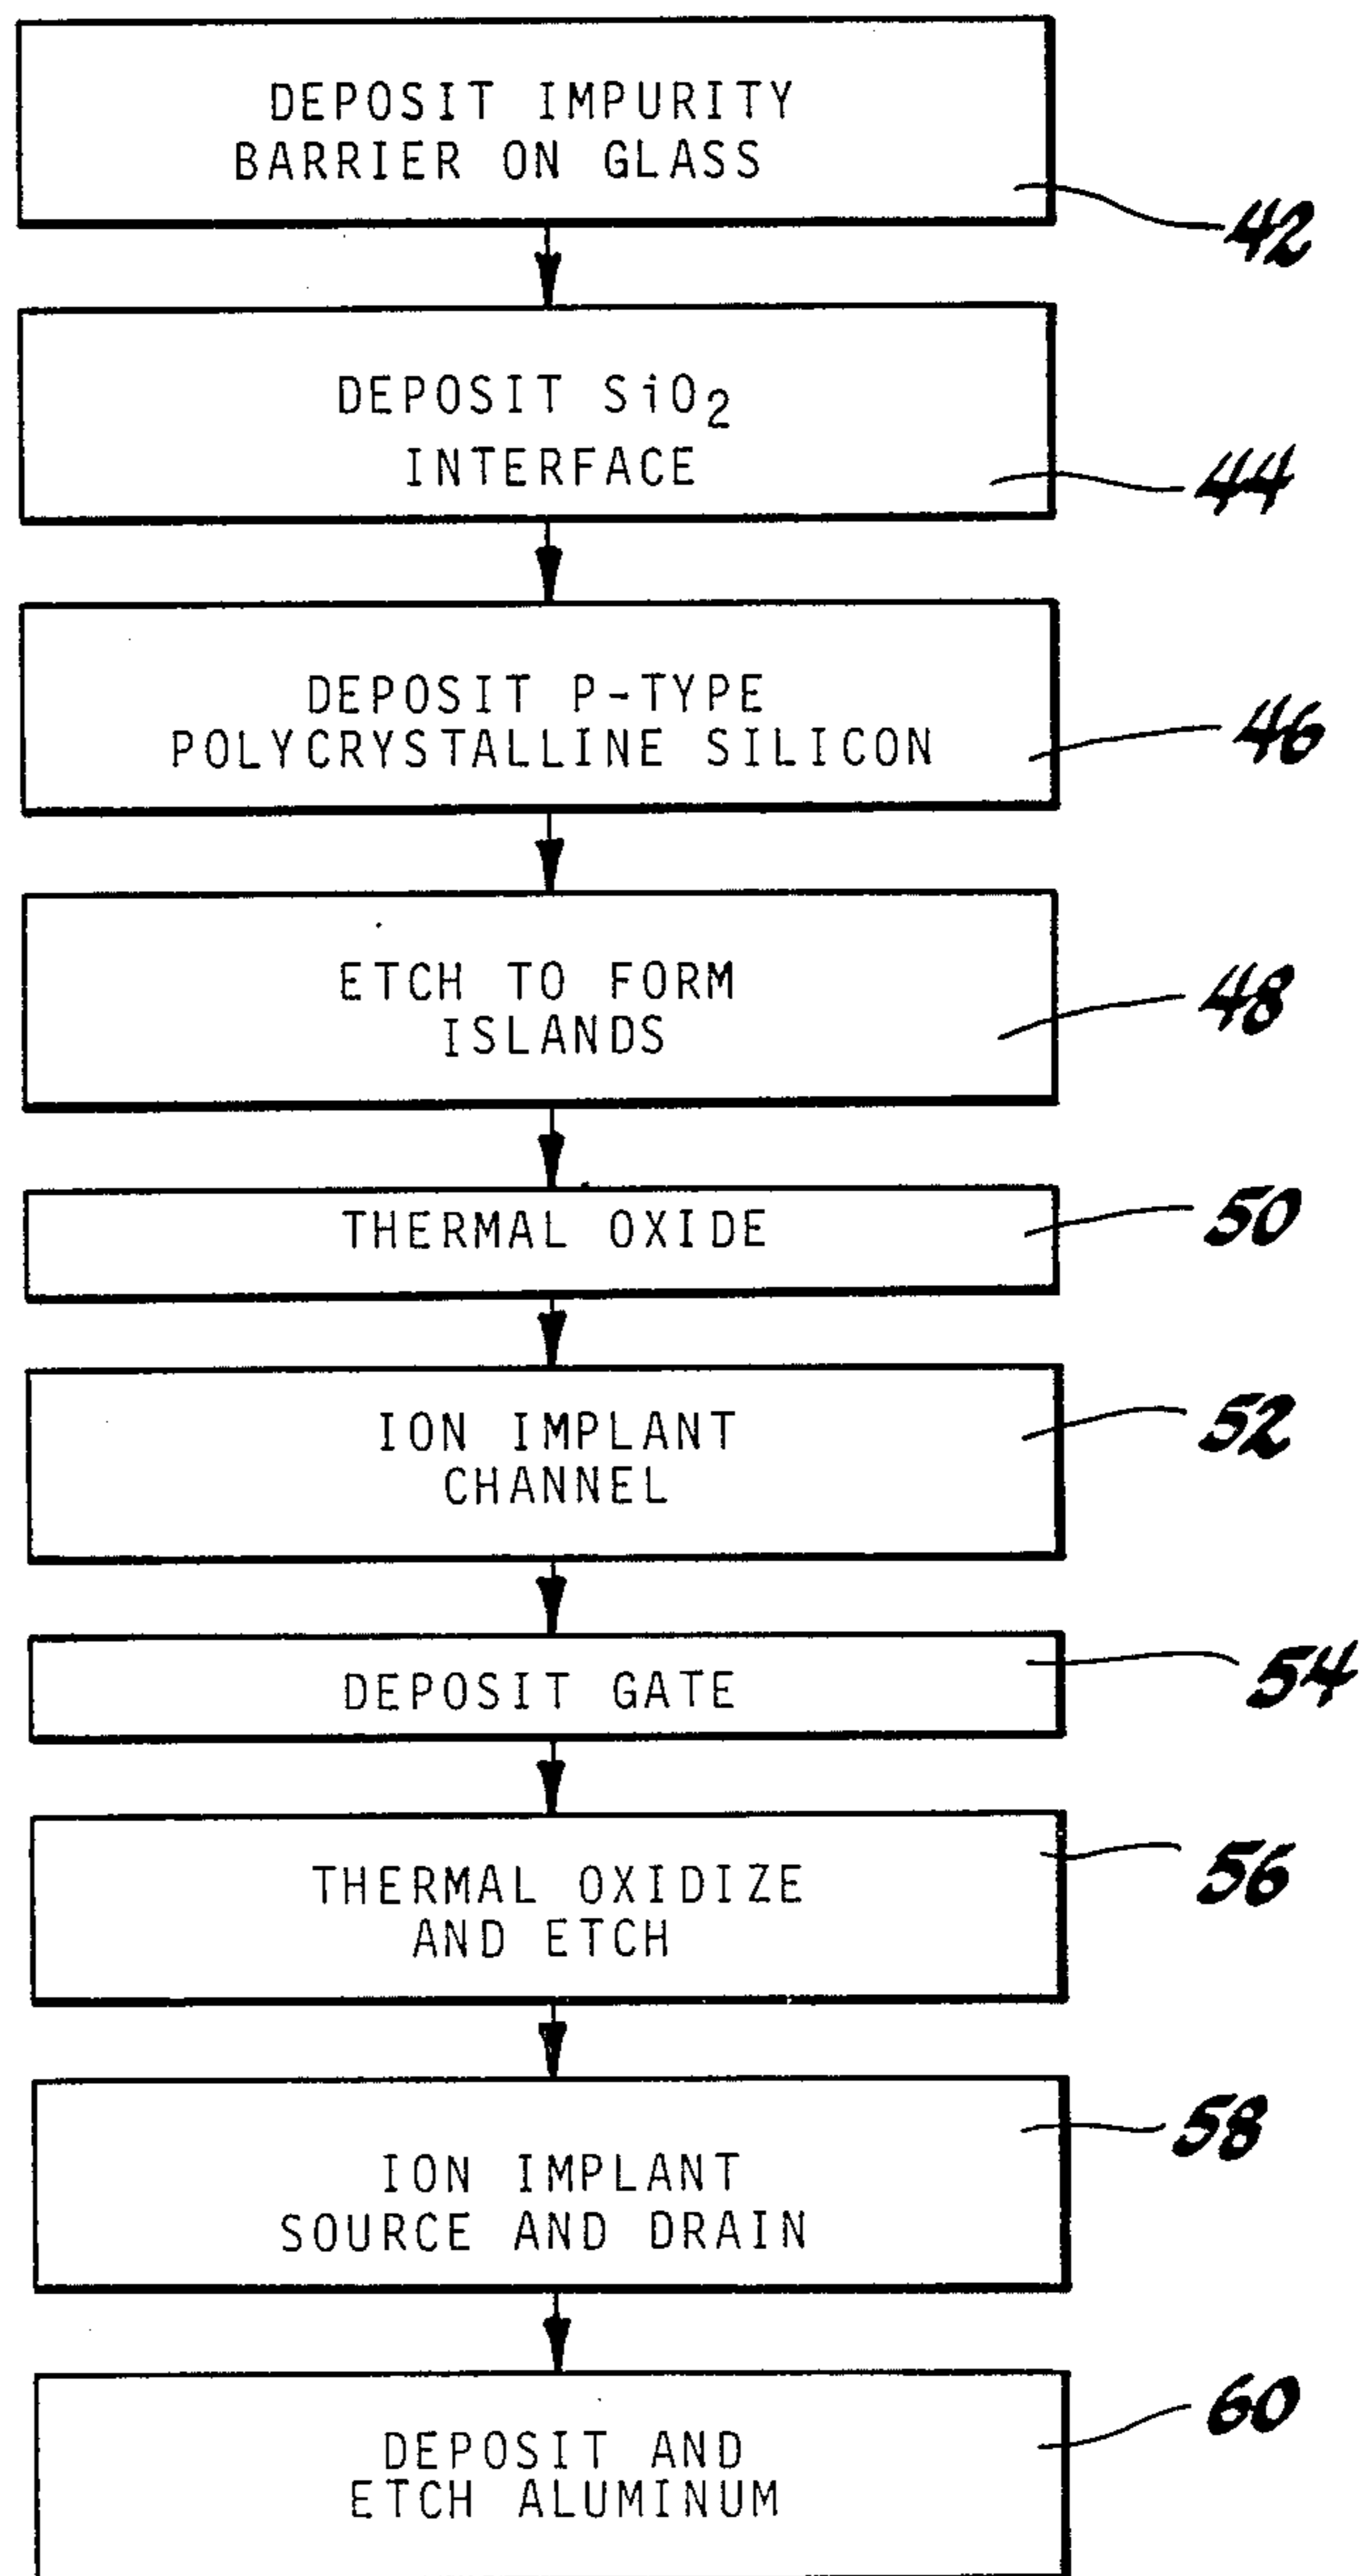 DEPOSIT IMPURITY
BARRIER ON GLASS
42
DEPOSIT SiO2
INTERFACE
44
DEPOSIT P-TYPE
POLYCRYSTALLINE SILICON
46
ETCH TO FORM
ISLANDS
48
THERMAL OXIDE
50
ION IMPLANT
CHANNEL
52
DEPOSIT GATE
54
THERMAL OXIDIZE
AND ETCH
56
ION IMPLANT
SOURCE AND DRAIN
58
DEPOSIT AND
ETCH ALUMINUM
60